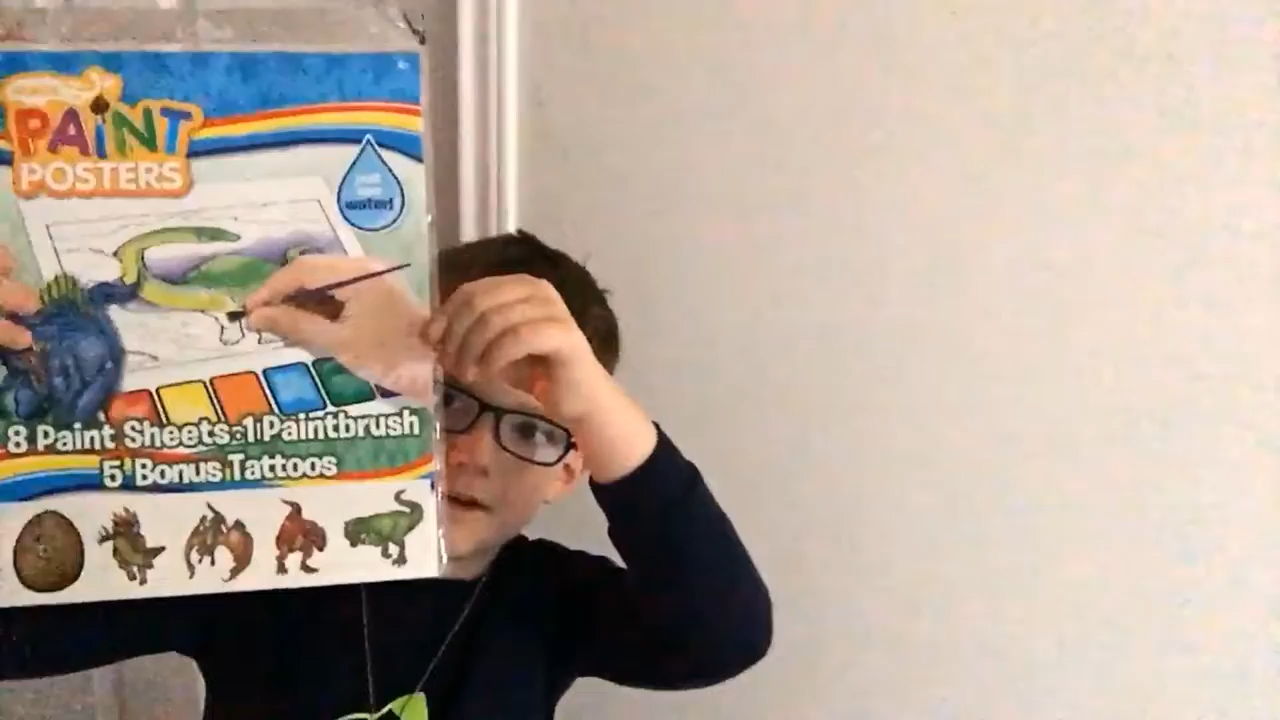 PAINT
POSTERS
just
add
water!
8 Paint Sheets·1 Paintbrush
5 Bonus Tattoos